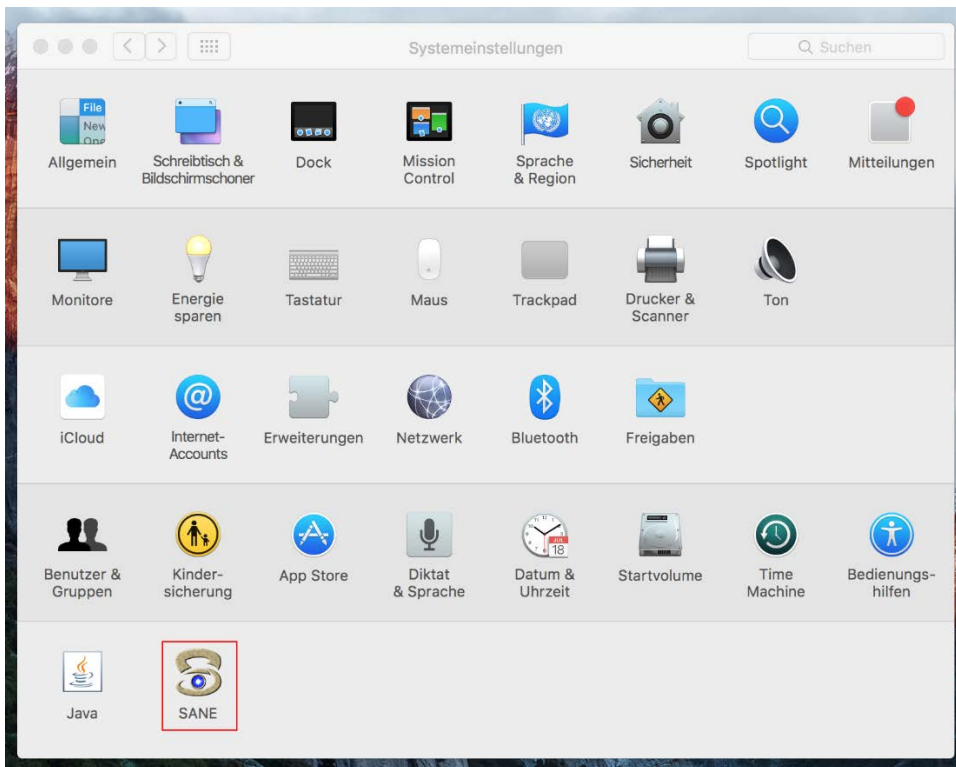 Systemeinstellungen
Suchen
File
New
One
Allgemein
Schreibtisch &
Bildschirmschoner
Dock
Mission
Control
Sprache
& Region
Sicherheit
Spotlight
Mitteilungen
Monitore
Energie
sparen
Tastatur
Maus
Trackpad
Drucker &
Scanner
Ton
iCloud
@
Internet-
Accounts
Erweiterungen
Netzwerk
Bluetooth
Freigaben
Benutzer &
Gruppen
Kinder-
sicherung
App Store
Diktat
& Sprache
JUL
18
Datum &
Uhrzeit
Startvolume
Time
Machine
Bedienungs-
hilfen
Java
SANE